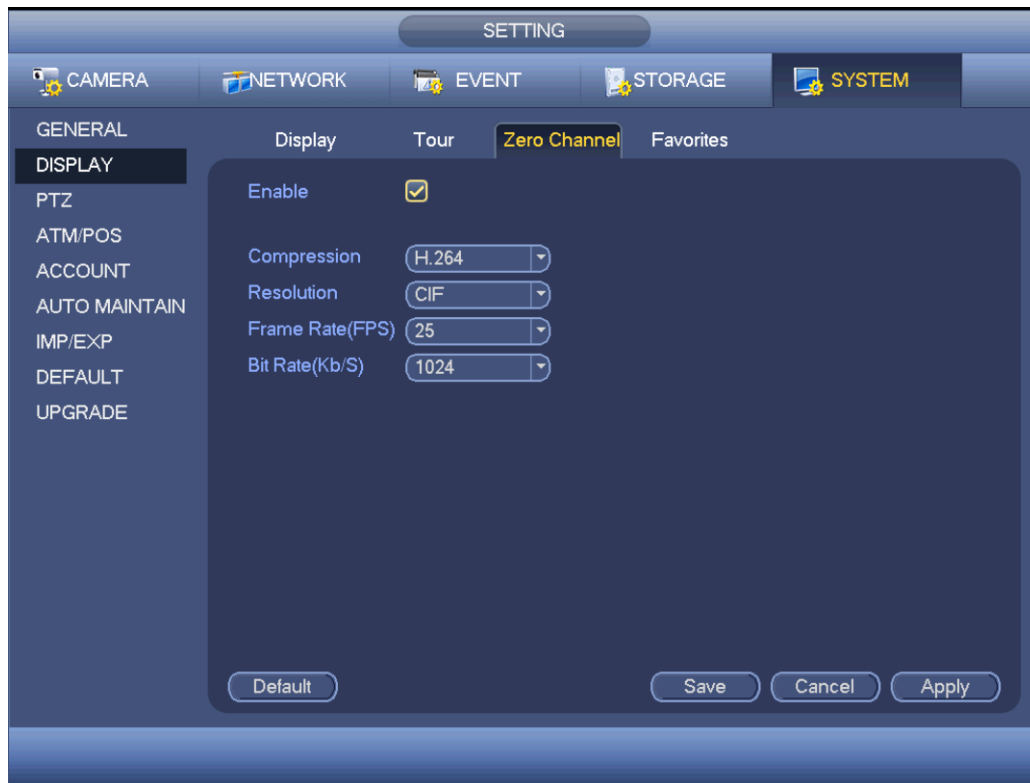 SETTING
CAMERA NETWORK EVENT STORAGE SYSTEM
GENERAL
DISPLAY
PTZ
ATM/POS
ACCOUNT
AUTO MAINTAIN
IMP/EXP
DEFAULT
UPGRADE
Display Tour Zero Channel Favorites
Enable
Compression H.264
Resolution CIF
Frame Rate(FPS) 25
Bit Rate(Kb/S) 1024
Default Save Cancel Apply